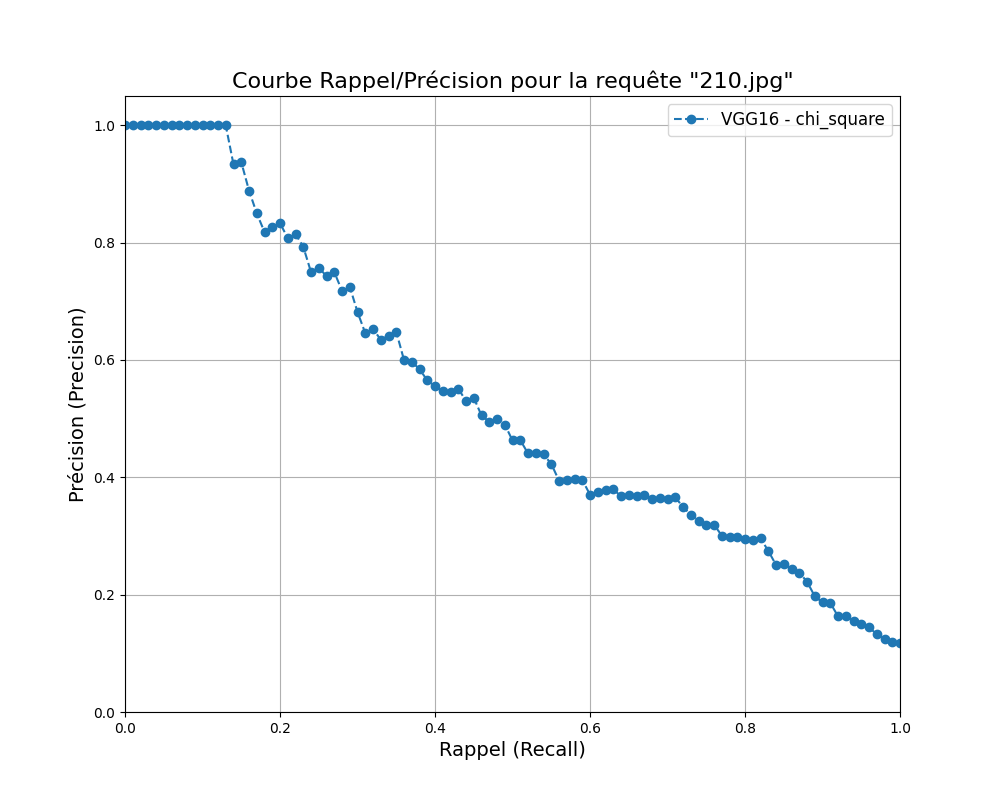 Courbe Rappel/Précision pour la requête "210.jpg"
VGG16 - chi_square
Précision (Precision)
1.0
0.8
0.6
0.4
0.2
0.0
0.0 0.2 0.4 0.6 0.8 1.0
Rappel (Recall)